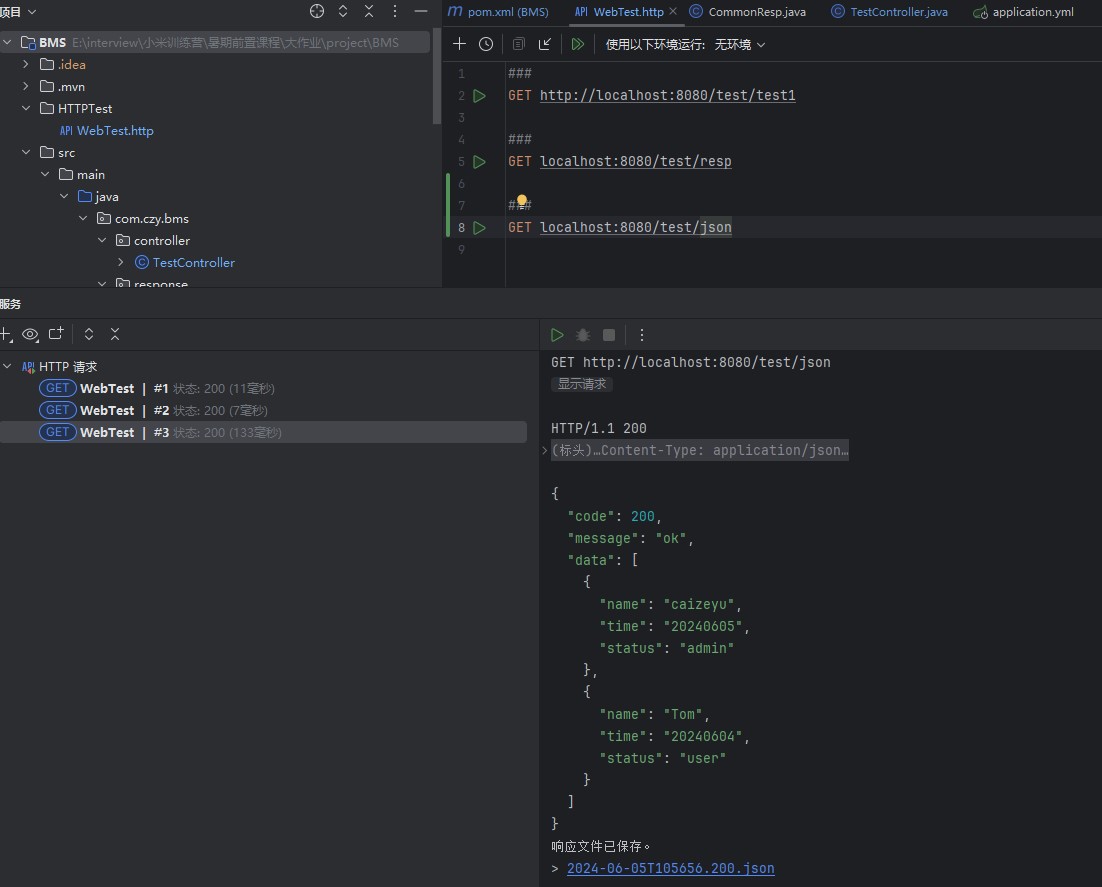 项目
pom.xml (BMS) WebTest.http CommonResp.java TestController.java application.yml
BMS E:\interview\小米训练营\暑期前置课程\大作业\project\BMS
.idea
.mvn
HTTPTest
WebTest.http
src
main
java
com.czy.bms
controller
TestController
response
使用以下环境运行: 无环境
1 ###
2 GET http://localhost:8080/test/test1
3
4 ###
5 GET localhost:8080/test/resp
6
7 ###
8 GET localhost:8080/test/json
9
服务
HTTP 请求
GET WebTest | #1 状态: 200 (11毫秒)
GET WebTest | #2 状态: 200 (7毫秒)
GET WebTest | #3 状态: 200 (133毫秒)
GET http://localhost:8080/test/json
显示请求
HTTP/1.1 200
(标头)…Content-Type: application/json…
{
"code": 200,
"message": "ok",
"data": [
{
"name": "caizeyu",
"time": "20240605",
"status": "admin"
},
{
"name": "Tom",
"time": "20240604",
"status": "user"
}
]
}
响应文件已保存。
> 2024-06-05T105656.200.json